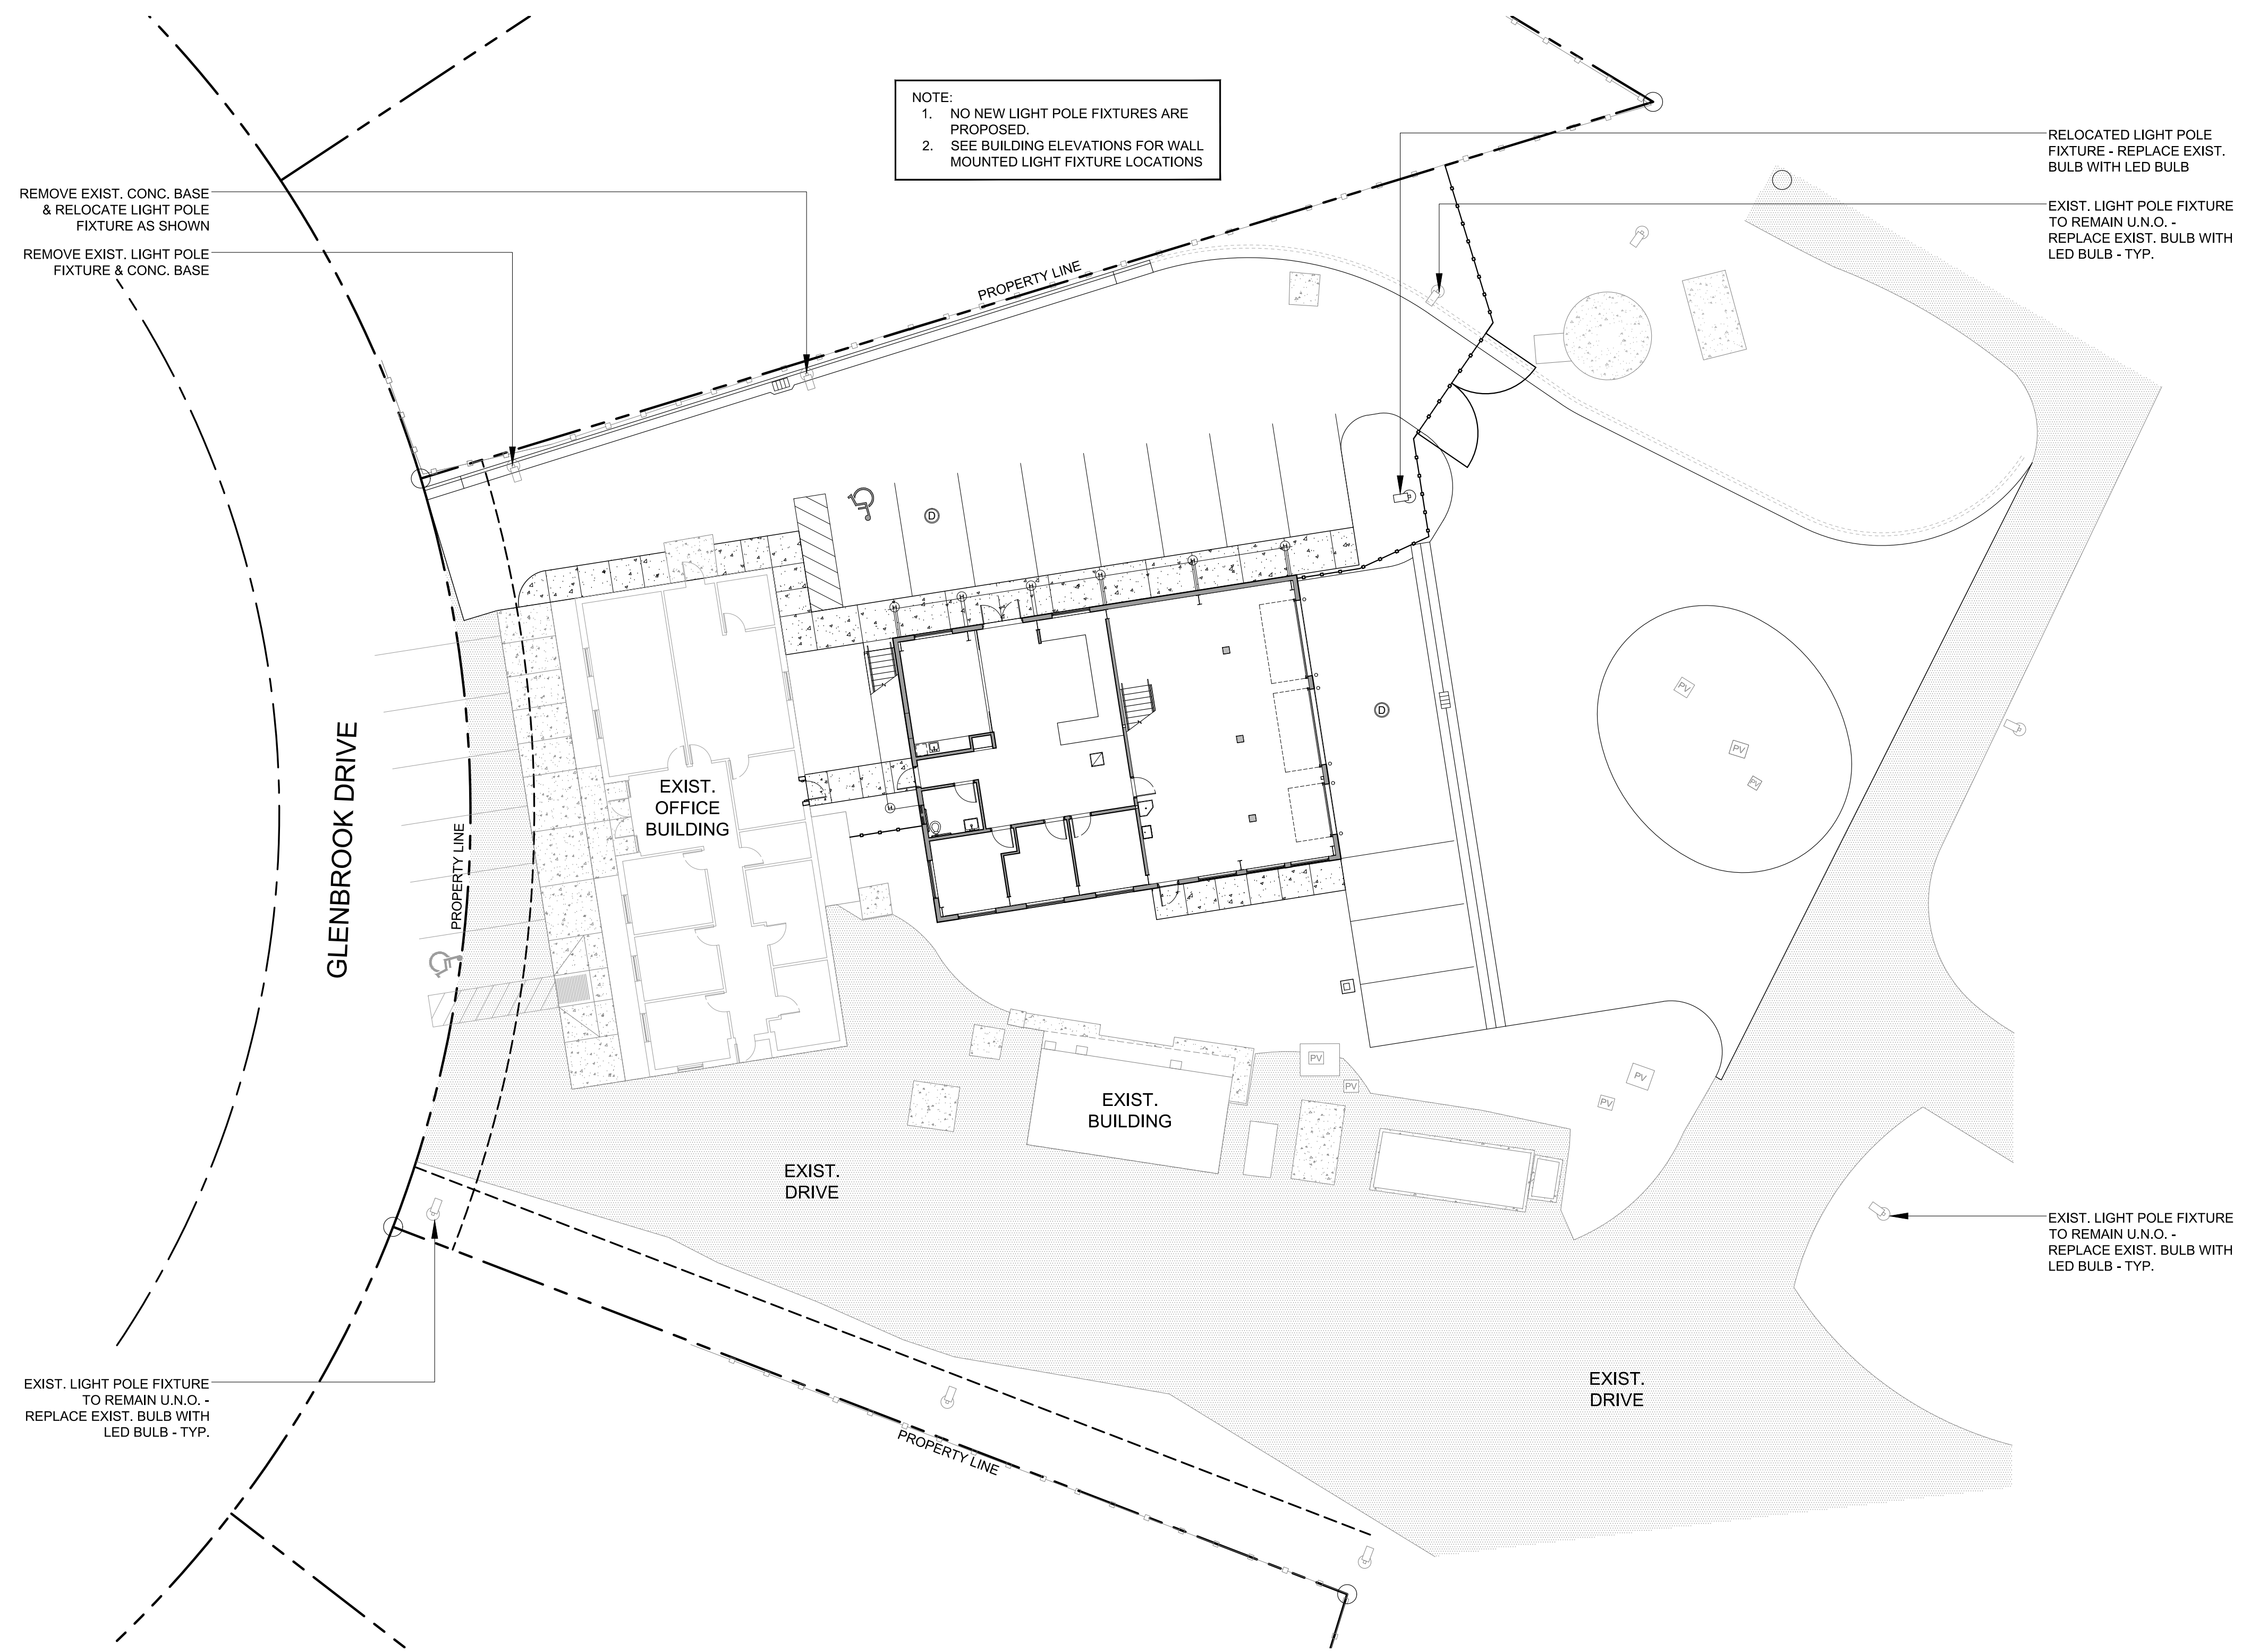 NOTE:
1. NO NEW LIGHT POLE FIXTURES ARE
PROPOSED.
2. SEE BUILDING ELEVATIONS FOR WALL
MOUNTED LIGHT FIXTURE LOCATIONS
REMOVE EXIST. CONC. BASE
& RELOCATE LIGHT POLE
FIXTURE AS SHOWN
REMOVE EXIST. LIGHT POLE
FIXTURE & CONC. BASE
RELOCATED LIGHT POLE
FIXTURE - REPLACE EXIST.
BULB WITH LED BULB
EXIST. LIGHT POLE FIXTURE
TO REMAIN U.N.O. -
REPLACE EXIST. BULB WITH
LED BULB - TYP.
PROPERTY LINE
D
H
H
H
H
H
H
D
PV
PV
PV
GLENBROOK DRIVE
PROPERTY LINE
EXIST.
OFFICE
BUILDING
H
EXIST.
BUILDING
PV
PV
PV
PV
EXIST.
DRIVE
EXIST. LIGHT POLE FIXTURE
TO REMAIN U.N.O. -
REPLACE EXIST. BULB WITH
LED BULB - TYP.
EXIST. LIGHT POLE FIXTURE
TO REMAIN U.N.O. -
REPLACE EXIST. BULB WITH
LED BULB - TYP.
EXIST.
DRIVE
PROPERTY LINE